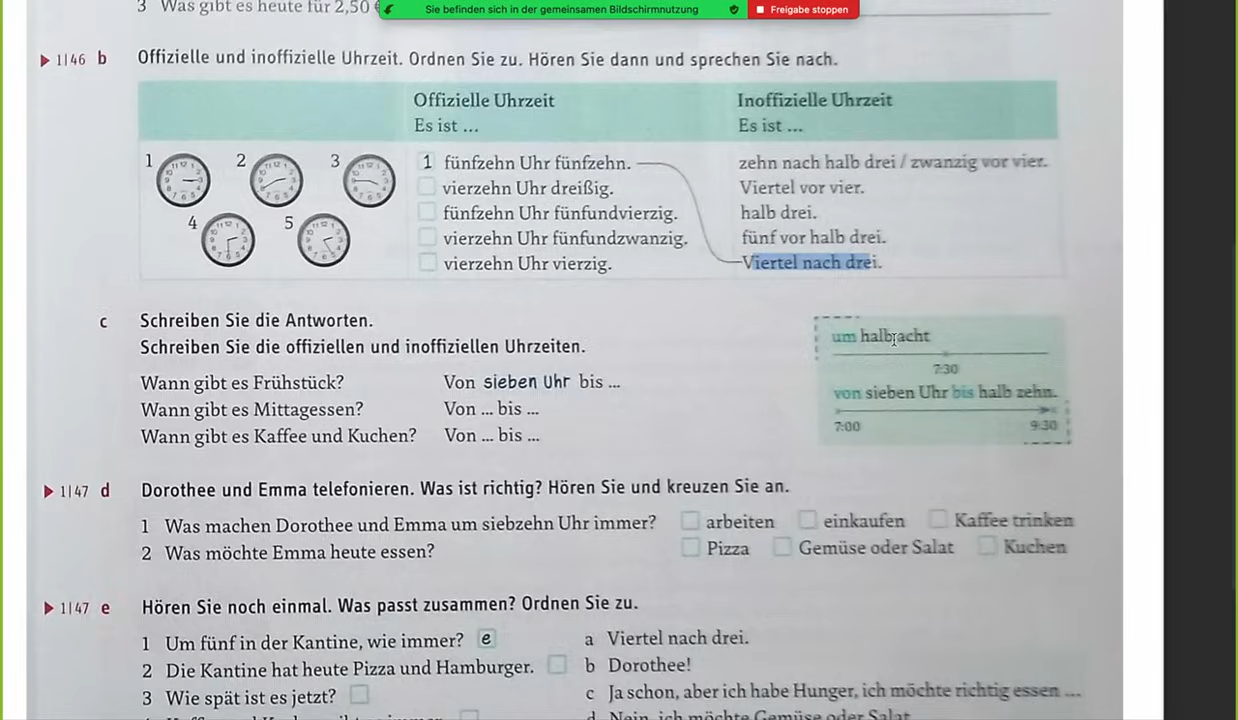 3 Was gibt es heute für 2,50 €
Sie befinden sich in der gemeinsamen Bildschirmnutzung
Freigabe stoppen
1|46 b Offizielle und inoffizielle Uhrzeit. Ordnen Sie zu. Hören Sie dann und sprechen Sie nach.
Offizielle Uhrzeit Inoffizielle Uhrzeit
Es ist ... Es ist ...
1 2 3
4 5
1 fünfzehn Uhr fünfzehn. zehn nach halb drei / zwanzig vor vier.
vierzehn Uhr dreißig. Viertel vor vier.
fünfzehn Uhr fünfundvierzig. halb drei.
vierzehn Uhr fünfundzwanzig. fünf vor halb drei.
vierzehn Uhr vierzig. Viertel nach drei.
c Schreiben Sie die Antworten.
Schreiben Sie die offiziellen und inoffiziellen Uhrzeiten.
Wann gibt es Frühstück? Von sieben Uhr bis ...
Wann gibt es Mittagessen? Von ... bis ...
Wann gibt es Kaffee und Kuchen? Von ... bis ...
um halb acht
7:30
von sieben Uhr bis halb zehn.
7:00 9:30
1|47 d Dorothee und Emma telefonieren. Was ist richtig? Hören Sie und kreuzen Sie an.
1 Was machen Dorothee und Emma um siebzehn Uhr immer? arbeiten einkaufen Kaffee trinken
2 Was möchte Emma heute essen? Pizza Gemüse oder Salat Kuchen
1|47 e Hören Sie noch einmal. Was passt zusammen? Ordnen Sie zu.
1 Um fünf in der Kantine, wie immer? e a Viertel nach drei.
2 Die Kantine hat heute Pizza und Hamburger. b Dorothee!
3 Wie spät ist es jetzt? c Ja schon, aber ich habe Hunger, ich möchte richtig essen ...
d Nein, ich möchte Gemüse oder Salat